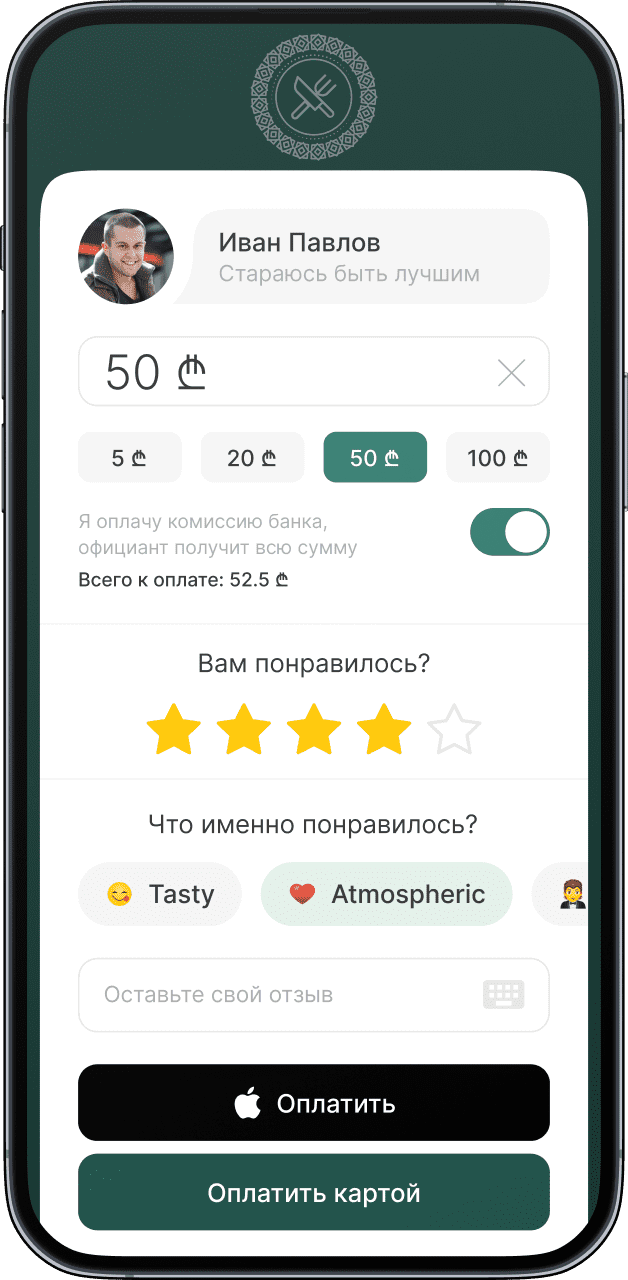 Иван Павлов
Стараюсь быть лучшим
50 ₾
5 ₾ 20 ₾ 50 ₾ 100 ₾
Я оплачу комиссию банка,
официант получит всю сумму
Всего к оплате: 52.5 ₾
Вам понравилось?
Что именно понравилось?
Tasty Atmospheric
Оставьте свой отзыв
Оплатить
Оплатить картой